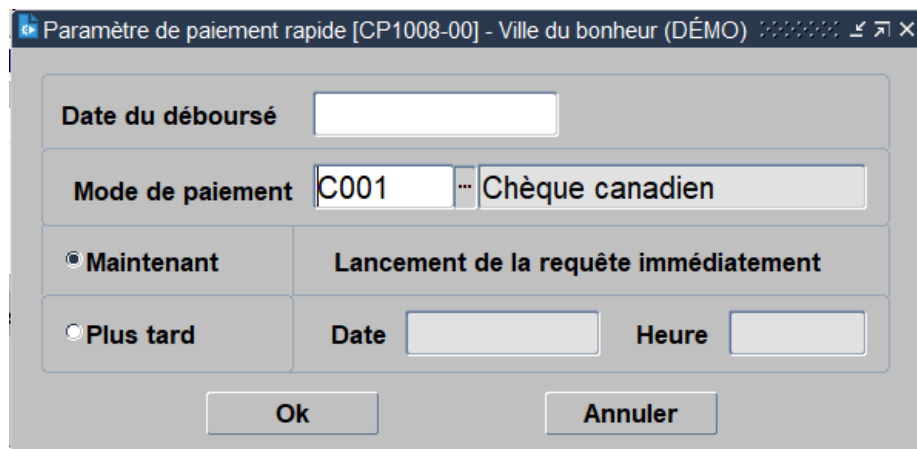 Paramètre de paiement rapide [CP1008-00] - Ville du bonheur (DÉMO)
Date du déboursé
Mode de paiement C001 ... Chèque canadien
Maintenant Lancement de la requête immédiatement
Plus tard Date Heure
Ok Annuler